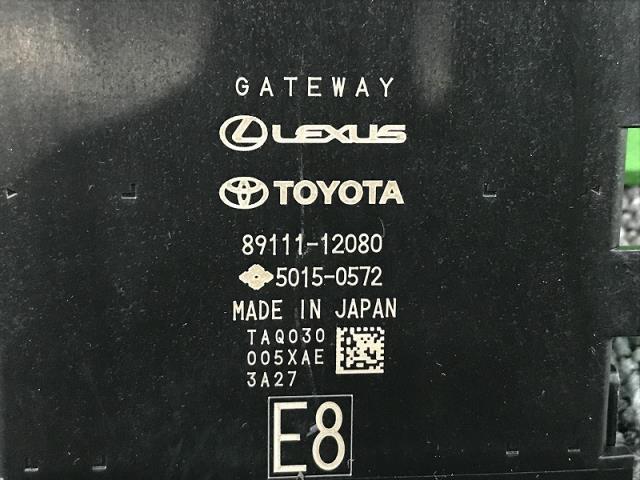 GATEWAY
LEXUS
TOYOTA
89111-12080
5015-0572
MADE IN JAPAN
TAQ030
005XAE
3A27
E8